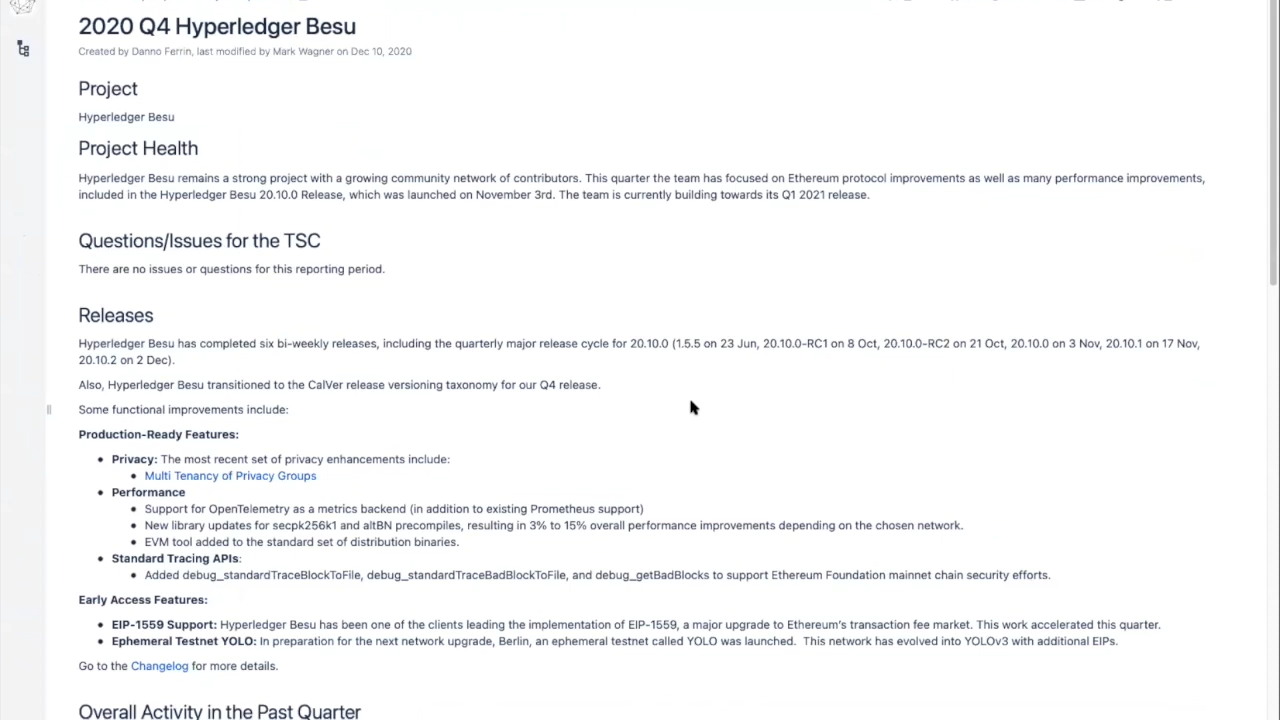 2020 Q4 Hyperledger Besu
Created by Danno Ferrin, last modified by Mark Wagner on Dec 10, 2020
Project
Hyperledger Besu
Project Health
Hyperledger Besu remains a strong project with a growing community network of contributors. This quarter the team has focused on Ethereum protocol improvements as well as many performance improvements,
included in the Hyperledger Besu 20.10.0 Release, which was launched on November 3rd. The team is currently building towards its Q1 2021 release.
Questions/Issues for the TSC
There are no issues or questions for this reporting period.
Releases
Hyperledger Besu has completed six bi-weekly releases, including the quarterly major release cycle for 20.10.0 (1.5.5 on 23 Jun, 20.10.0-RC1 on 8 Oct, 20.10.0-RC2 on 21 Oct, 20.10.0 on 3 Nov, 20.10.1 on 17 Nov,
20.10.2 on 2 Dec).
Also, Hyperledger Besu transitioned to the CalVer release versioning taxonomy for our Q4 release.
Some functional improvements include:
Production-Ready Features:
• Privacy: The most recent set of privacy enhancements include:
• Multi Tenancy of Privacy Groups
• Performance
• Support for OpenTelemetry as a metrics backend (in addition to existing Prometheus support)
• New library updates for secpk256k1 and altBN precompiles, resulting in 3% to 15% overall performance improvements depending on the chosen network.
• EVM tool added to the standard set of distribution binaries.
• Standard Tracing APIs:
• Added debug_standardTraceBlockToFile, debug_standardTraceBadBlockToFile, and debug_getBadBlocks to support Ethereum Foundation mainnet chain security efforts.
Early Access Features:
• EIP-1559 Support: Hyperledger Besu has been one of the clients leading the implementation of EIP-1559, a major upgrade to Ethereum's transaction fee market. This work accelerated this quarter.
• Ephemeral Testnet YOLO: In preparation for the next network upgrade, Berlin, an ephemeral testnet called YOLO was launched. This network has evolved into YOLOv3 with additional EIPs.
Go to the Changelog for more details.
Overall Activity in the Past Quarter